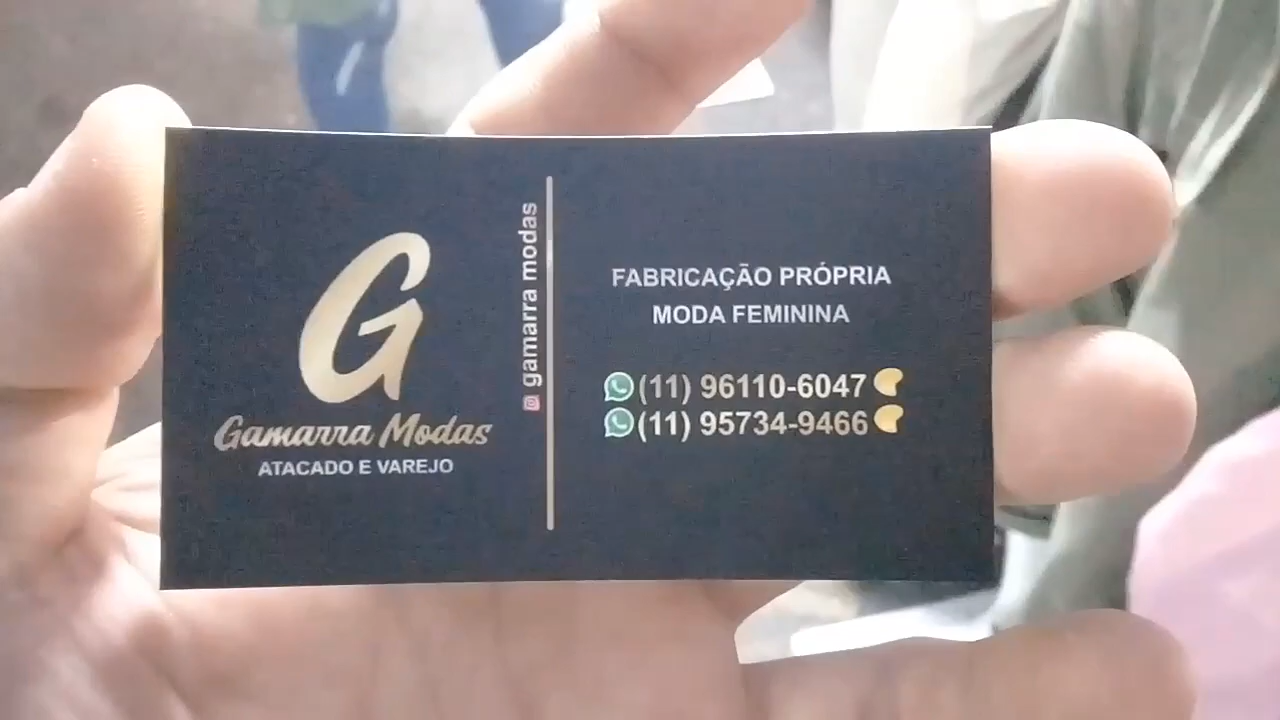 G
Gamarra Modas
ATACADO E VAREJO
gamarra modas
FABRICAÇÃO PRÓPRIA
MODA FEMININA
(11) 96110-6047
(11) 95734-9466